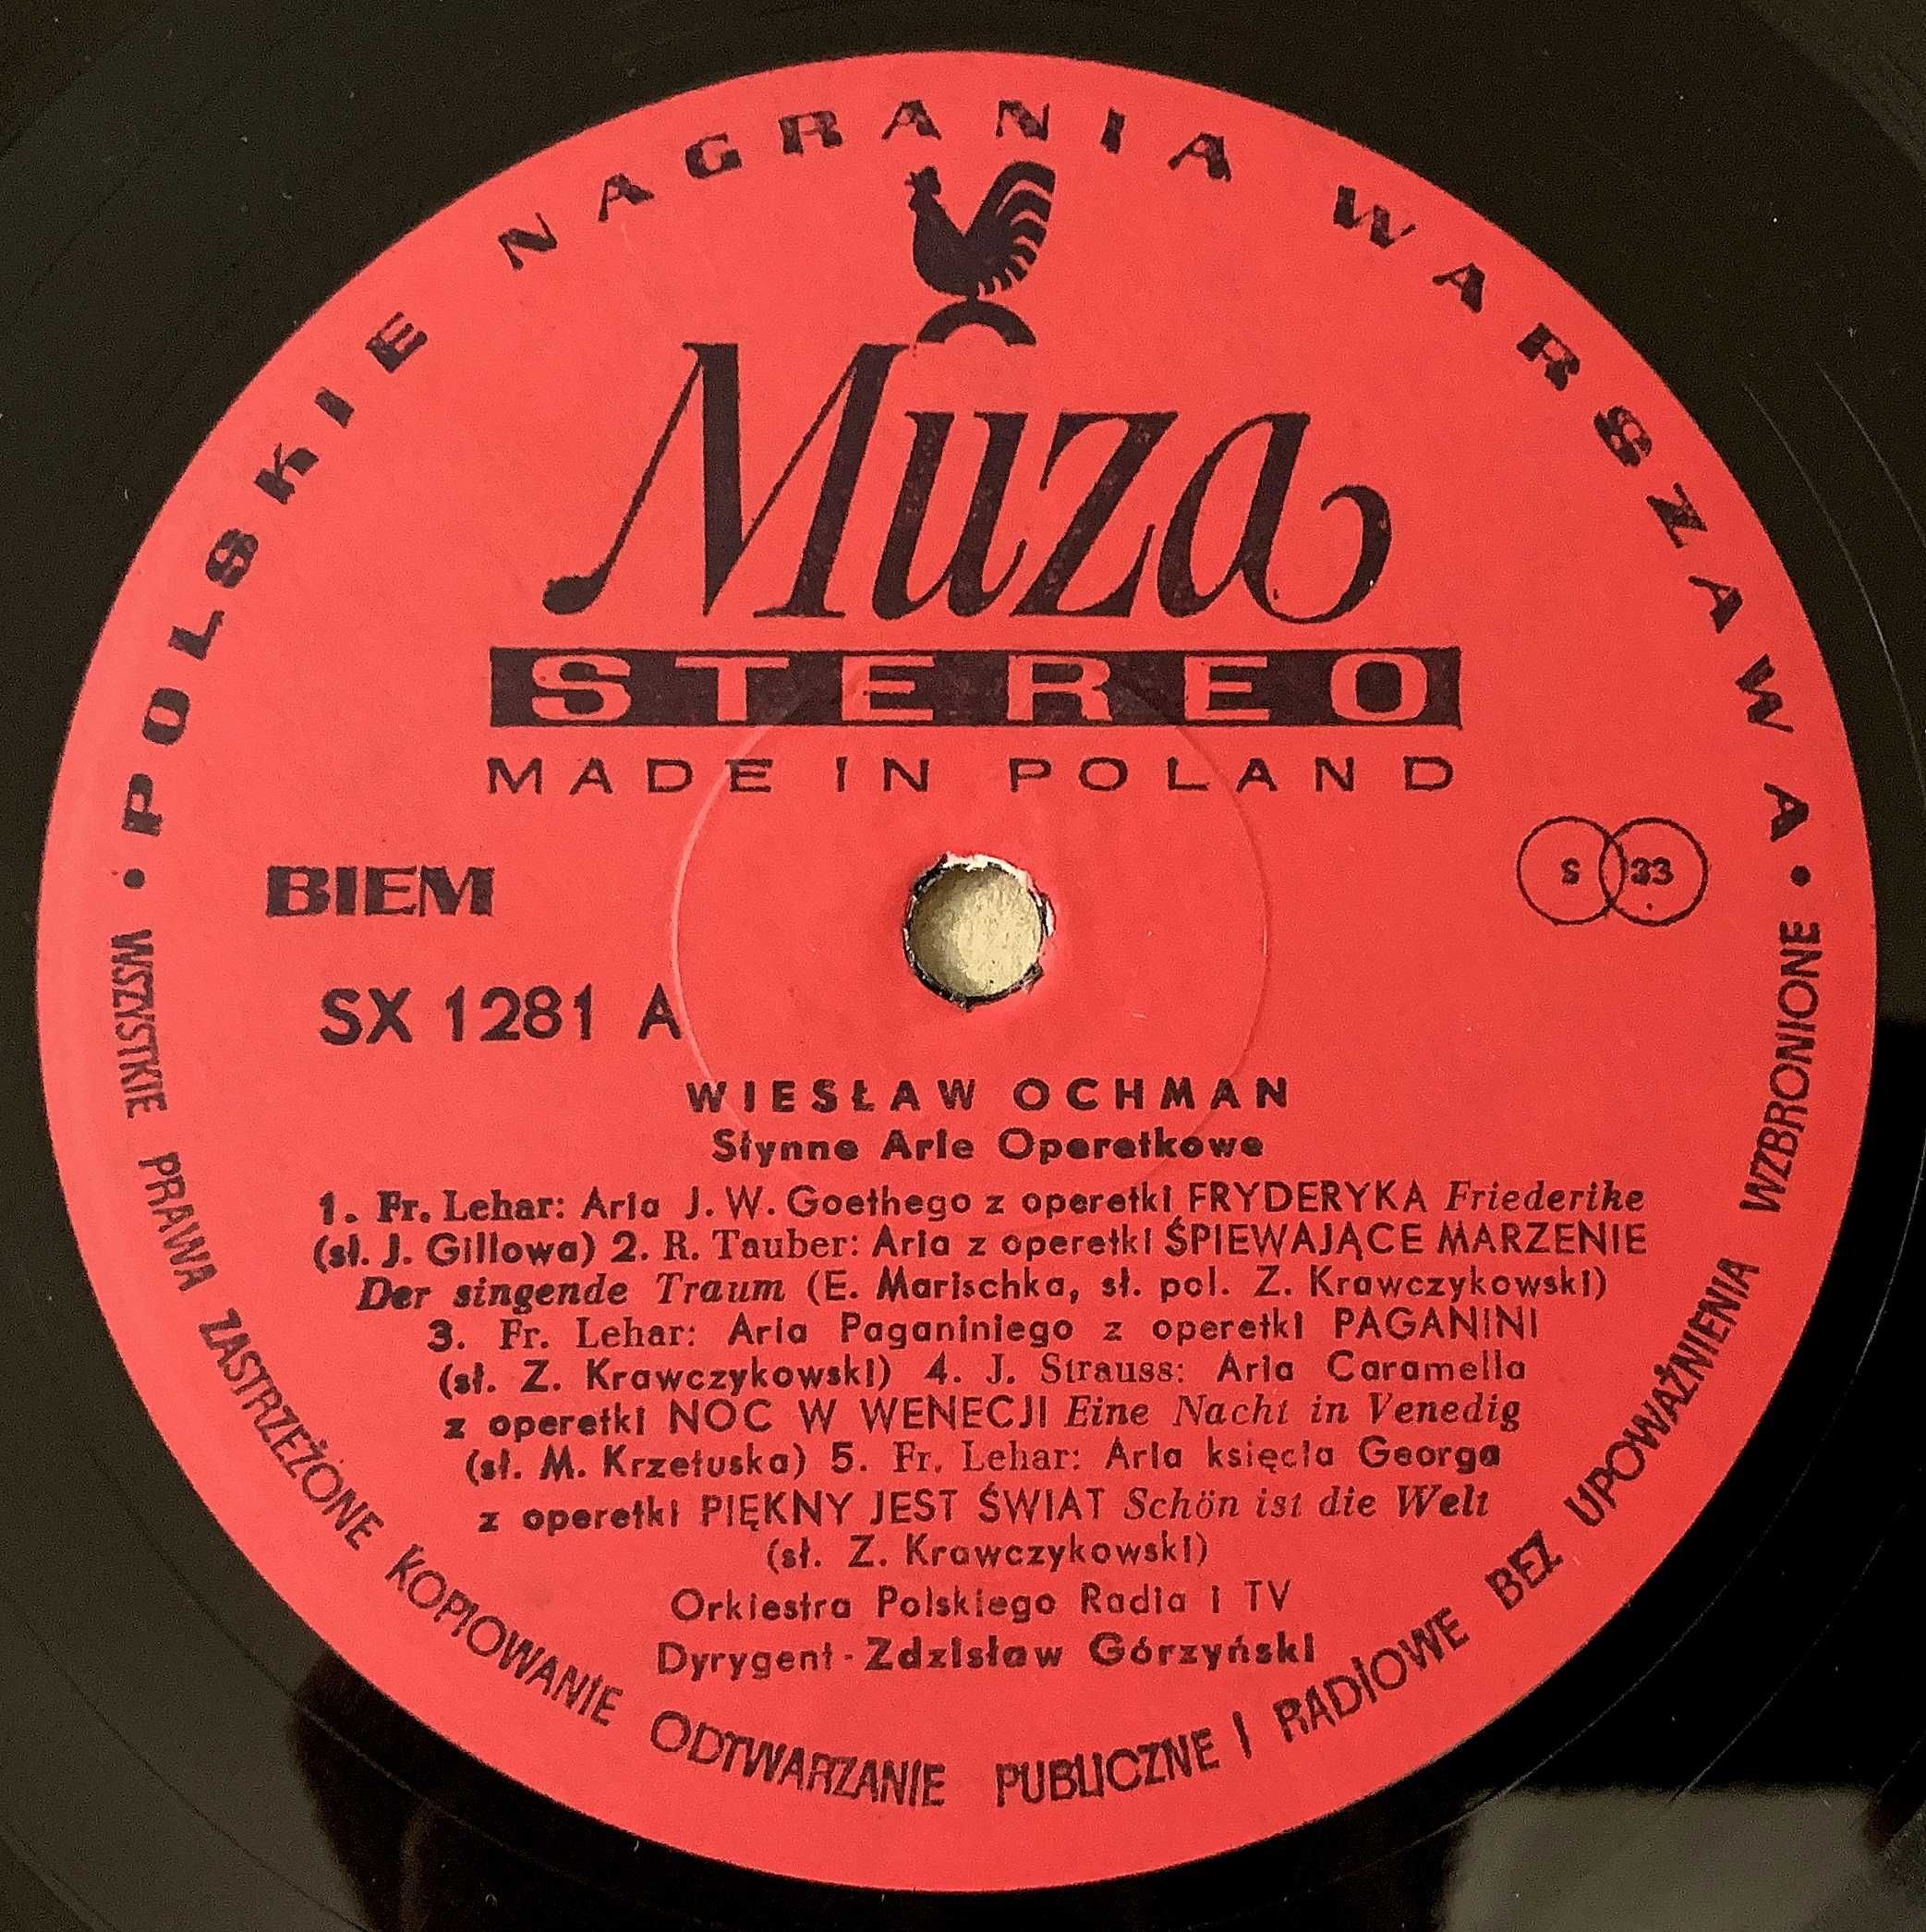 POLSKIE NAGRANIA WARSZAWA
Muza
STEREO
MADE IN POLAND
BIEM
S 33
SX 1281 A
WIESŁAW OCHMAN
Słynne Arie Operetkowe
1. Fr. Lehar: Aria J. W. Goethego z operetki FRYDERYKA Friederike
(sł. J. Gillowa) 2. R. Tauber: Aria z operetki ŚPIEWAJĄCE MARZENIE
Der singende Traum (E. Marischka, sł. pol. Z. Krawczykowski)
3. Fr. Lehar: Aria Paganiniego z operetki PAGANINI
(sł. Z. Krawczykowski) 4. J. Strauss: Aria Caramella
z operetki NOC W WENECJI Eine Nacht in Venedig
(sł. M. Krzetuska) 5. Fr. Lehar: Aria księcia Georga
z operetki PIĘKNY JEST ŚWIAT Schön ist die Welt
(sł. Z. Krawczykowski)
Orkiestra Polskiego Radia i TV
Dyrygent - Zdzisław Górzyński
WSZYSTKIE PRAWA ZASTRZEŻONE KOPIOWANIE ODTWARZANIE PUBLICZNE I RADIOWE BEZ UPOWAŻNIENIA WZBRONIONE